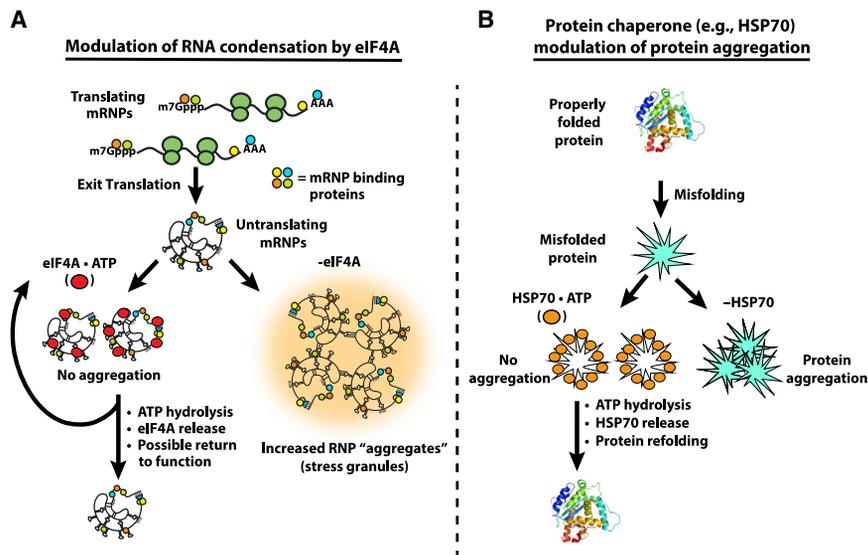 A
Modulation of RNA condensation by eIF4A
Translating
mRNPs
m7Gppp
AAA
m7Gppp
AAA
Exit Translation
= mRNP binding
proteins
Untranslating
mRNPs
eIF4A • ATP
( )
-eIF4A
No aggregation
• ATP hydrolysis
• eIF4A release
• Possible return
to function
Increased RNP “aggregates”
(stress granules)
B
Protein chaperone (e.g., HSP70)
modulation of protein aggregation
Properly
folded
protein
Misfolding
Misfolded
protein
HSP70 • ATP
( )
–HSP70
No
aggregation
Protein
aggregation
• ATP hydrolysis
• HSP70 release
• Protein refolding